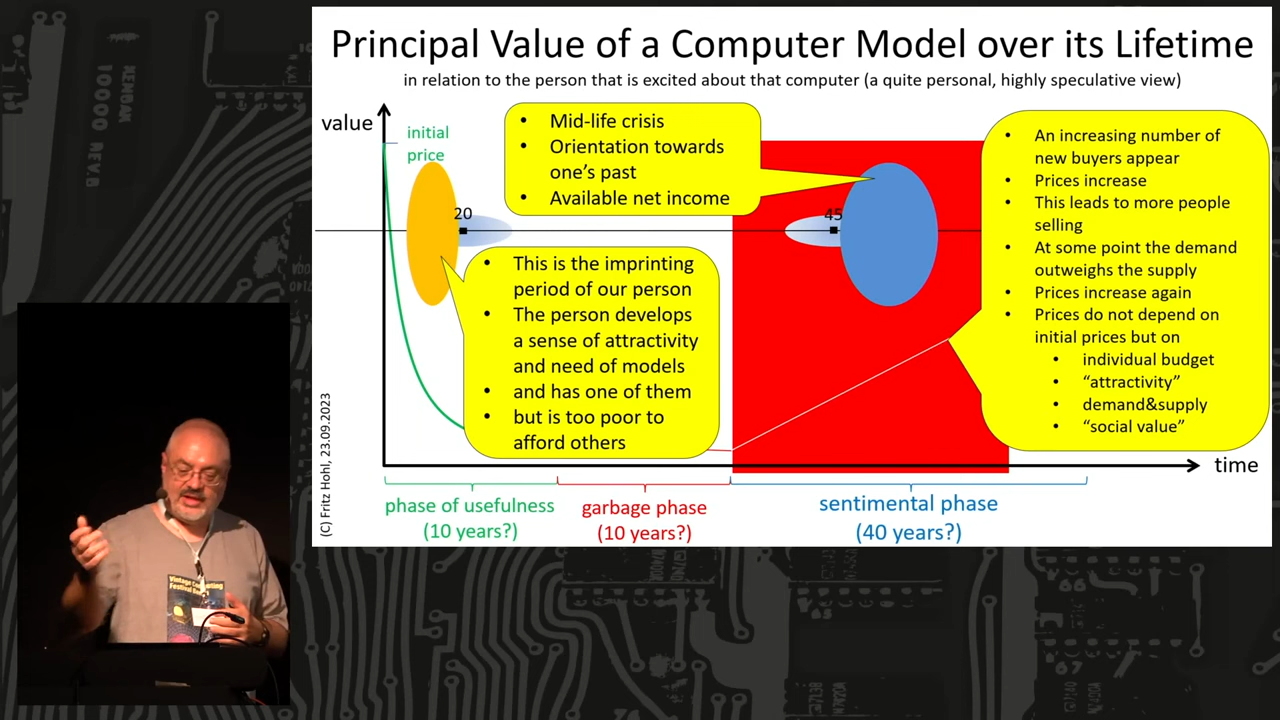 Principal Value of a Computer Model over its Lifetime
in relation to the person that is excited about that computer (a quite personal, highly speculative view)
value
initial
price
• Mid-life crisis
• Orientation towards
one's past
• Available net income
• An increasing number of
new buyers appear
• Prices increase
• This leads to more people
selling
• At some point the demand
outweighs the supply
• Prices increase again
• Prices do not depend on
initial prices but on
• individual budget
• “attractivity”
• demand&supply
• “social value”
20
45
• This is the imprinting
period of our person
• The person develops
a sense of attractivity
and need of models
• and has one of them
• but is too poor to
afford others
(C) Fritz Hohl, 23.09.2023
time
phase of usefulness
(10 years?)
garbage phase
(10 years?)
sentimental phase
(40 years?)
Vintage Computing
10000 REV.B
66
67